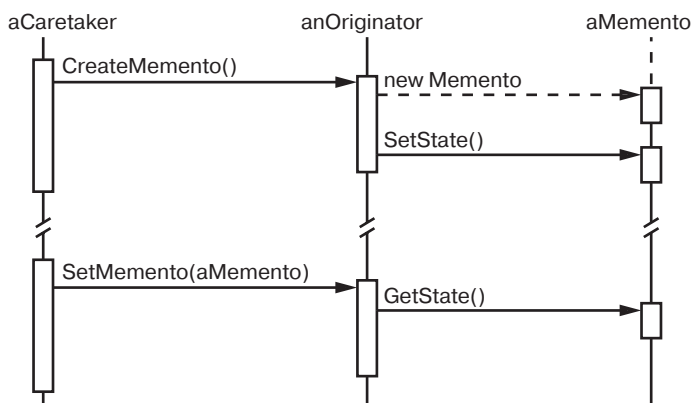 aCaretaker
anOriginator
aMemento
CreateMemento()
new Memento
SetState()
SetMemento(aMemento)
GetState()